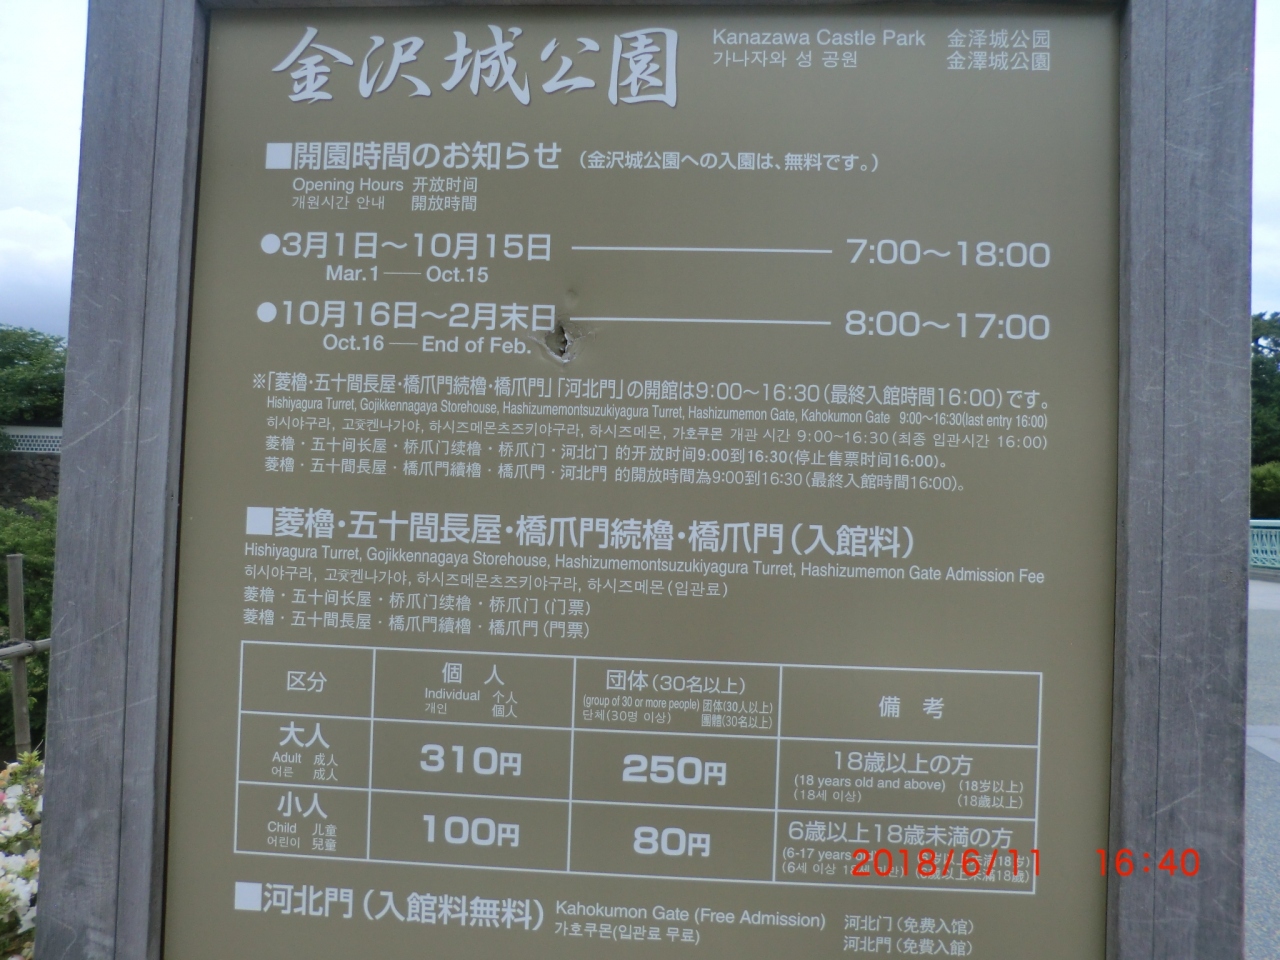 金沢城公園
Kanazawa Castle Park 金泽城公园
가나자와 성 공원 金澤城公園
■開園時間のお知らせ (金沢城公園への入園は、無料です。)
Opening Hours 开放时间
개원시간 안내 開放時間
●3月1日～10月15日 7:00～18:00
Mar.1 — Oct.15
●10月16日～2月末日 8:00～17:00
Oct.16 — End of Feb.
※「菱櫓・五十間長屋・橋爪門続櫓・橋爪門」「河北門」の開館は9:00～16:30(最終入館時間16:00)です。
Hishiyagura Turret, Gojikkennagaya Storehouse, Hashizumemontsuzukiyagura Turret, Hashizumemon Gate, Kahokumon Gate 9:00～16:30(last entry 16:00)
히시야구라, 고쥿켄나가야, 하시즈메몬츠즈키야구라, 하시즈메몬, 가호쿠몬 개관 시간 9:00~16:30(최종 입관시간 16:00)
菱橹・五十间长屋・桥爪门续橹・桥爪门・河北门 的开放时间9:00到16:30(停止售票时间16:00)。
菱櫓・五十間長屋・橋爪門續櫓・橋爪門・河北門 的開放時間為9:00到16:30(最終入館時間16:00)。
■菱櫓・五十間長屋・橋爪門続櫓・橋爪門(入館料)
Hishiyagura Turret, Gojikkennagaya Storehouse, Hashizumemontsuzukiyagura Turret, Hashizumemon Gate Admission Fee
히시야구라, 고쥿켄나가야, 하시즈메몬츠즈키야구라, 하시즈메몬(입관료)
菱橹・五十间长屋・桥爪门续橹・桥爪门(门票)
菱櫓・五十間長屋・橋爪門續櫓・橋爪門(門票)
区分 個人 団体(30名以上) 備考
Individual 个人 (group of 30 or more people) 团体(30人以上)
개인 個人 단체(30명 이상) 團體(30名以上)
大人 310円 250円 18歳以上の方
Adult 成人 (18 years old and above) (18岁以上)
어른 成人 (18세 이상) (18歲以上)
小人 100円 80円 6歳以上18歳未満の方
Child 儿童 (6-17 years
어린이 兒童 (6세 이상 18세
2018/6/11 16:40
■河北門(入館料無料) Kahokumon Gate (Free Admission) 河北门(免费入馆)
가호쿠몬(입관료 무료) 河北門(免費入館)